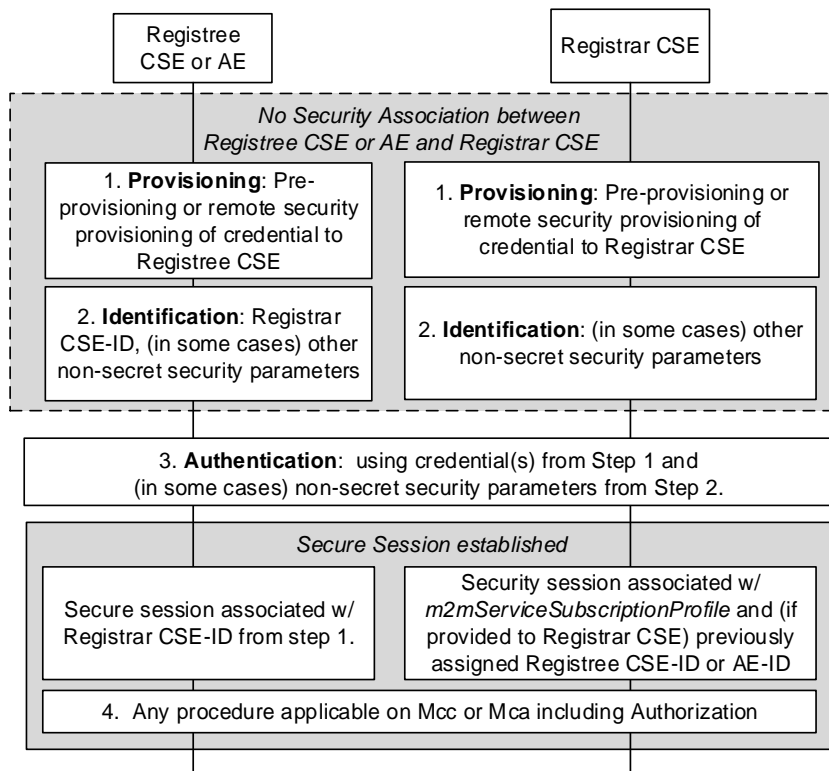 Registree
CSE or AE
Registrar CSE
No Security Association between
Registree CSE or AE and Registrar CSE
1. Provisioning: Pre-
provisioning or remote security
provisioning of credential to
Registree CSE
1. Provisioning: Pre-provisioning or
remote security provisioning of
credential to Registrar CSE
2. Identification: Registrar
CSE-ID, (in some cases) other
non-secret security parameters
2. Identification: (in some cases) other
non-secret security parameters
3. Authentication: using credential(s) from Step 1 and
(in some cases) non-secret security parameters from Step 2.
Secure Session established
Secure session associated w/
Registrar CSE-ID from step 1.
Security session associated w/
m2mServiceSubscriptionProfile and (if
provided to Registrar CSE) previously
assigned Registree CSE-ID or AE-ID
4. Any procedure applicable on Mcc or Mca including Authorization